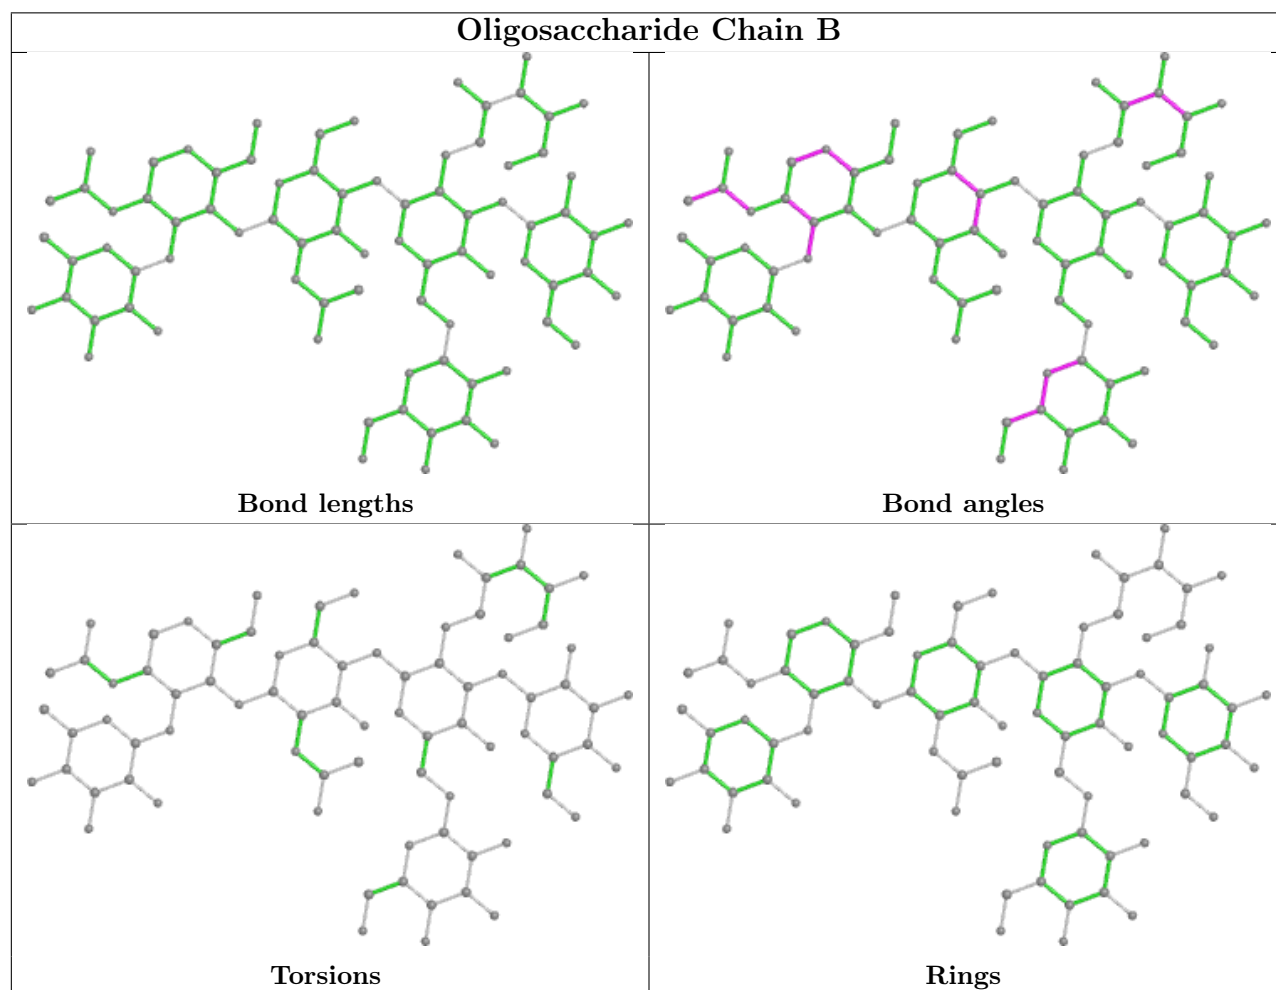 Oligosaccharide Chain B
Bond lengths
Bond angles
Torsions
Rings